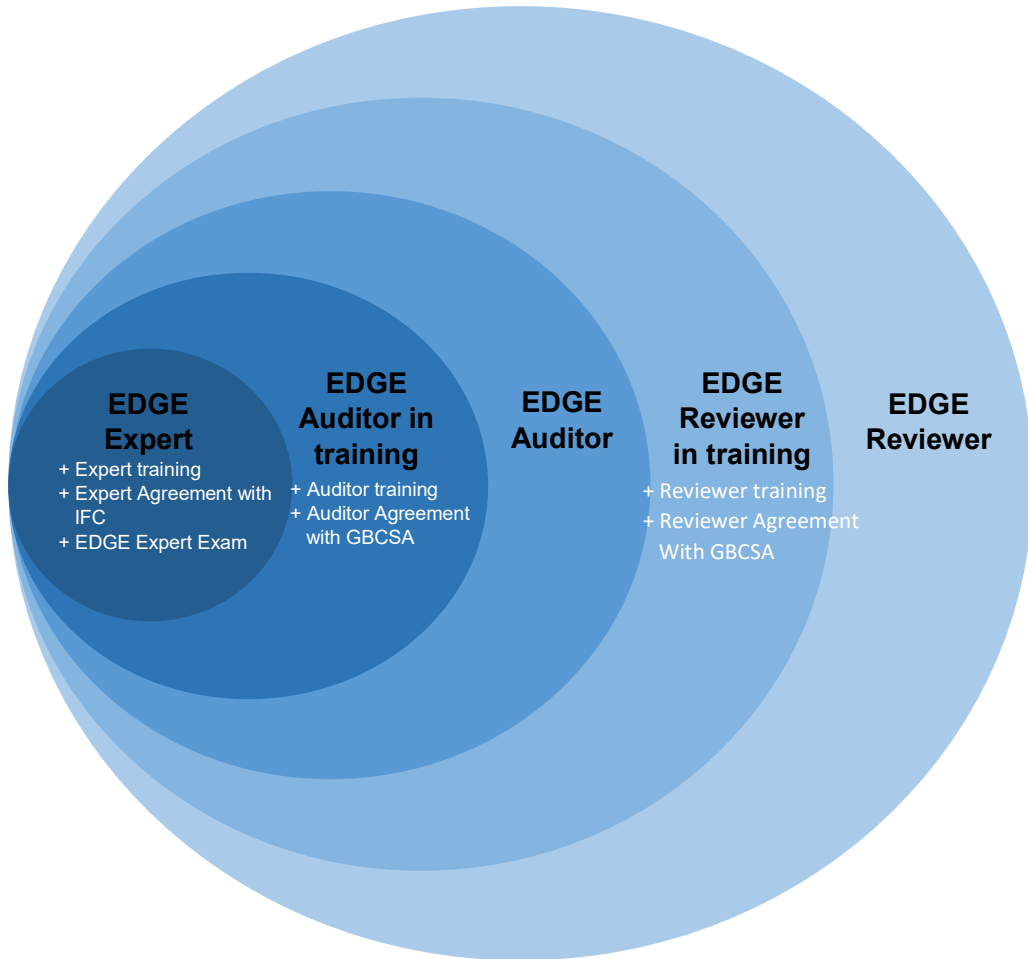 EDGE
Expert
+ Expert training
+ Expert Agreement with
IFC
+ EDGE Expert Exam
EDGE
Auditor in
training
+ Auditor training
+ Auditor Agreement
with GBCSA
EDGE
Auditor
EDGE
Reviewer
in training
+ Reviewer training
+ Reviewer Agreement
With GBCSA
EDGE
Reviewer